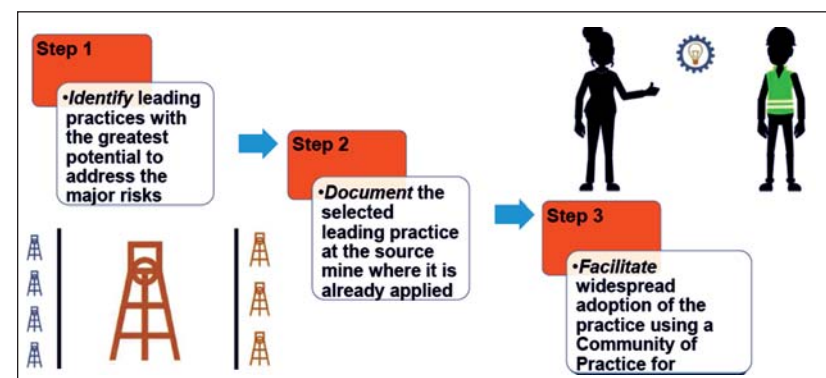 Step 1
•Identify leading
practices with
the greatest
potential to
address the
major risks
Step 2
•Document the
selected
leading practice
at the source
mine where it is
already applied
Step 3
•Facilitate
widespread
adoption of the
practice using a
Community of
Practice for